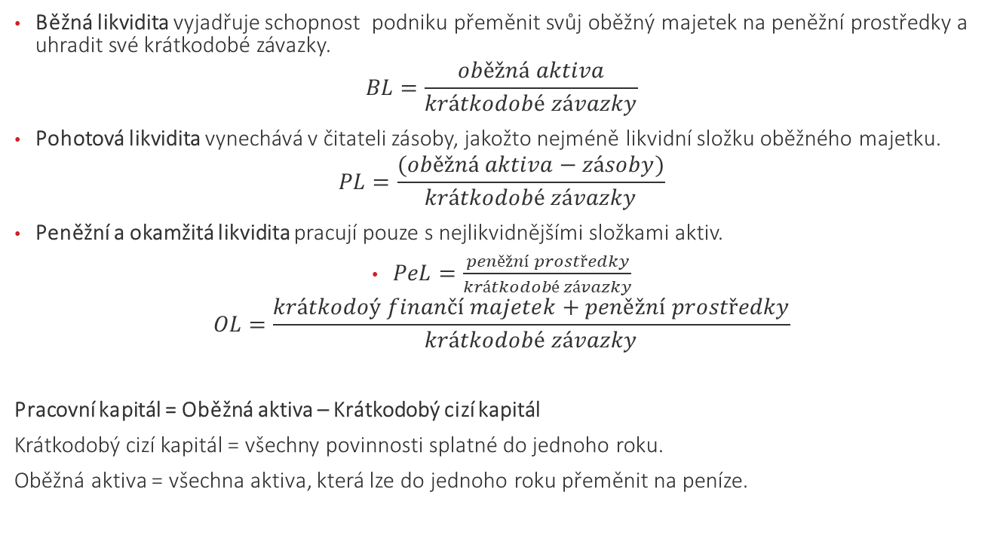 • Běžná likvidita vyjadřuje schopnost podniku přeměnit svůj oběžný majetek na peněžní prostředky a
uhradit své krátkodobé závazky.
BL = oběžná aktiva / krátkodobé závazky
• Pohotová likvidita vynechává v čitateli zásoby, jakožto nejméně likvidní složku oběžného majetku.
PL = (oběžná aktiva − zásoby) / krátkodobé závazky
• Peněžní a okamžitá likvidita pracují pouze s nejlikvidnějšími složkami aktiv.
• PeL = peněžní prostředky / krátkodobé závazky
OL = krátkodoý finančí majetek + peněžní prostředky / krátkodobé závazky
Pracovní kapitál = Oběžná aktiva – Krátkodobý cizí kapitál
Krátkodobý cizí kapitál = všechny povinnosti splatné do jednoho roku.
Oběžná aktiva = všechna aktiva, která lze do jednoho roku přeměnit na peníze.